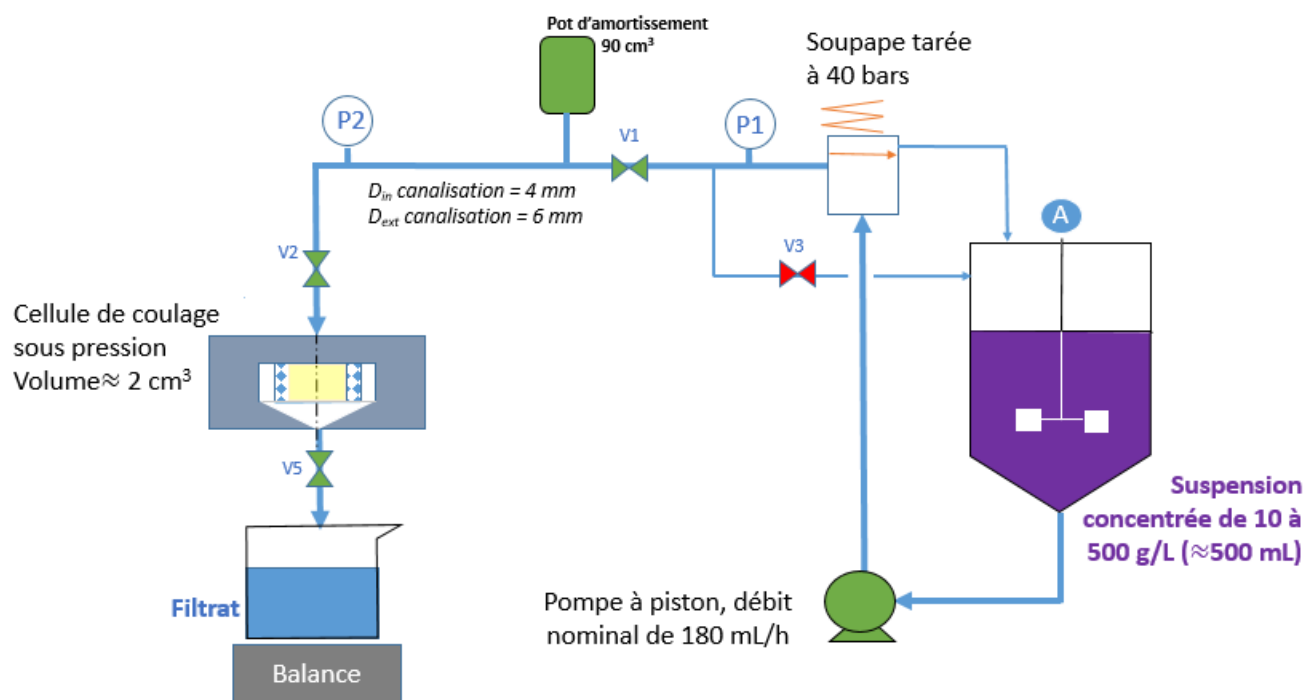 Pot d'amortissement
90 cm³
Soupape tarée
à 40 bars
P2
V1
P1
D_in canalisation = 4 mm
D_ext canalisation = 6 mm
A
V2
V3
Cellule de coulage
sous pression
Volume≈ 2 cm³
V5
Suspension
concentrée de 10 à
500 g/L (≈500 mL)
Filtrat
Pompe à piston, débit
nominal de 180 mL/h
Balance